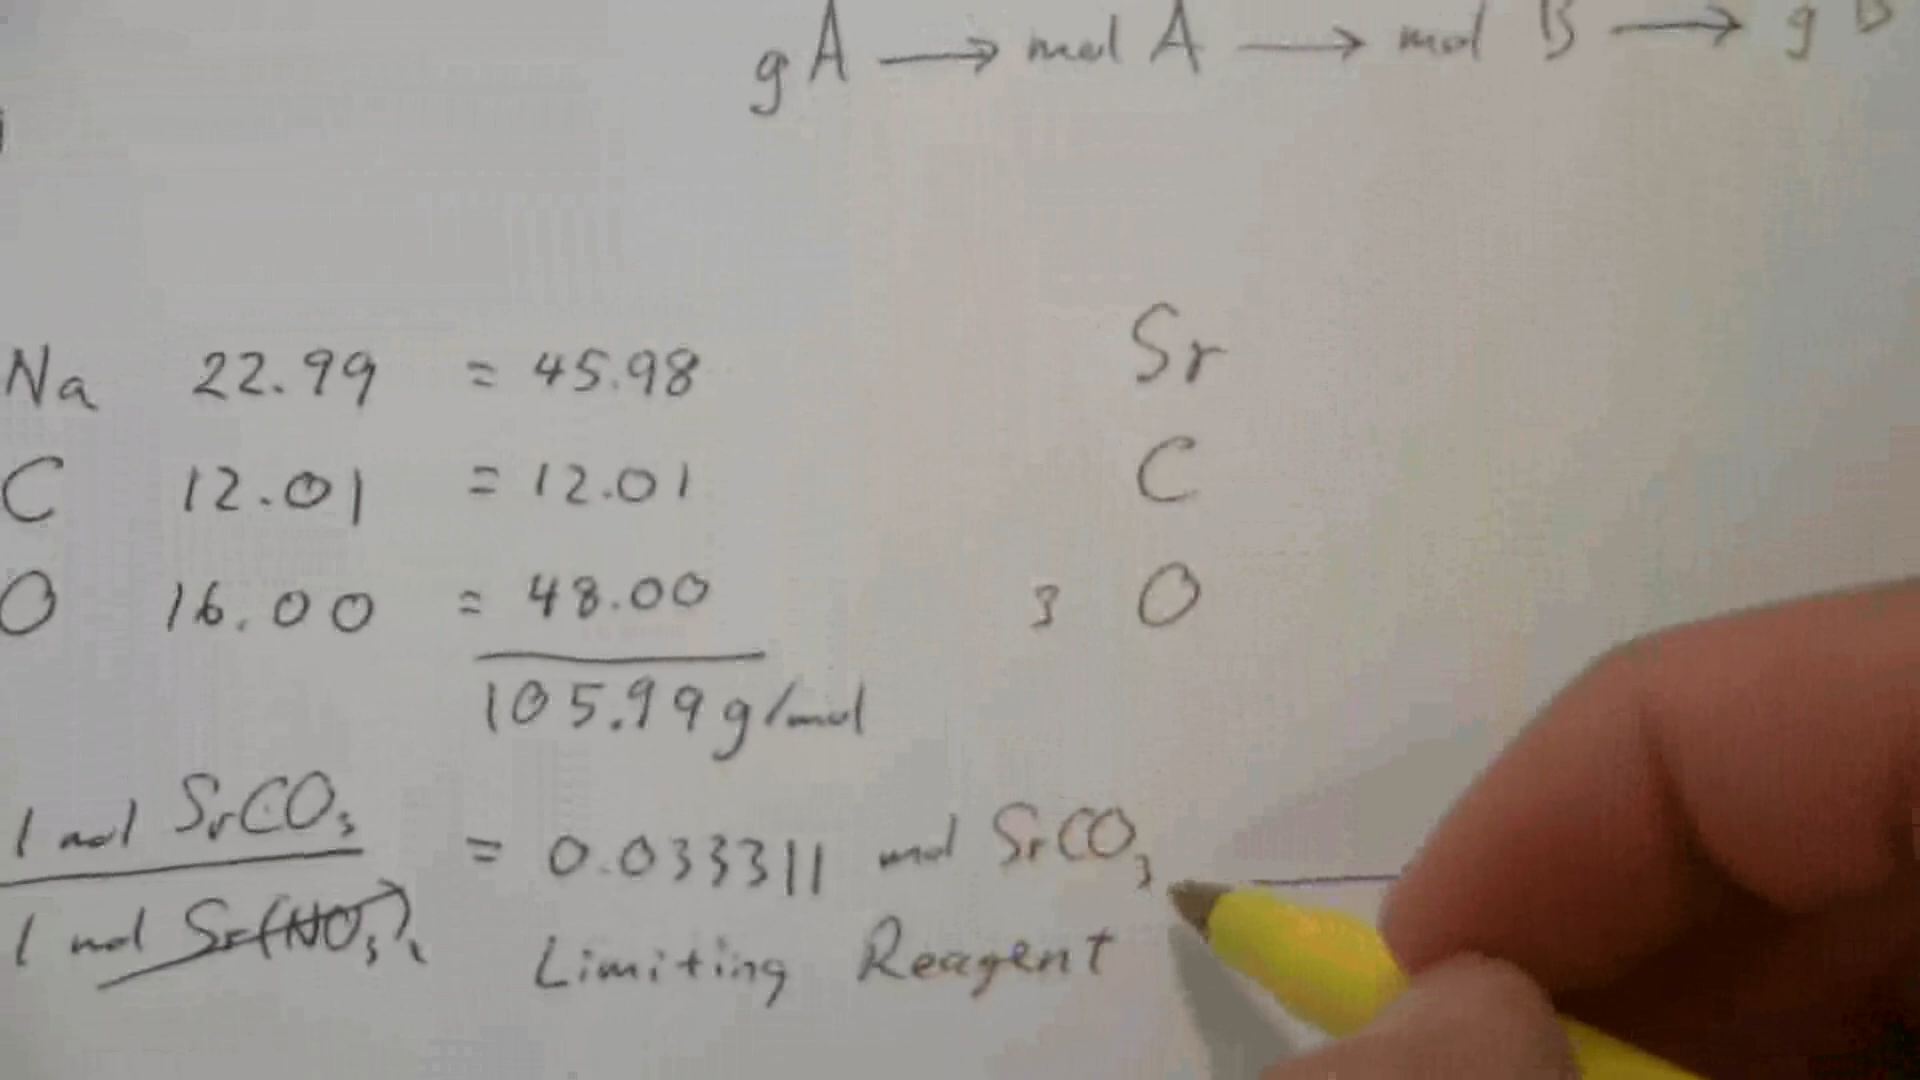 g A → mol A → mol B → g B
Na 22.99 = 45.98 Sr
C 12.01 = 12.01 C
O 16.00 = 48.00 3 O
105.99 g/mol
1 mol SrCO₃
= 0.033311 mol SrCO₃
1 mol Sr(NO₃)₂
Limiting Reagent